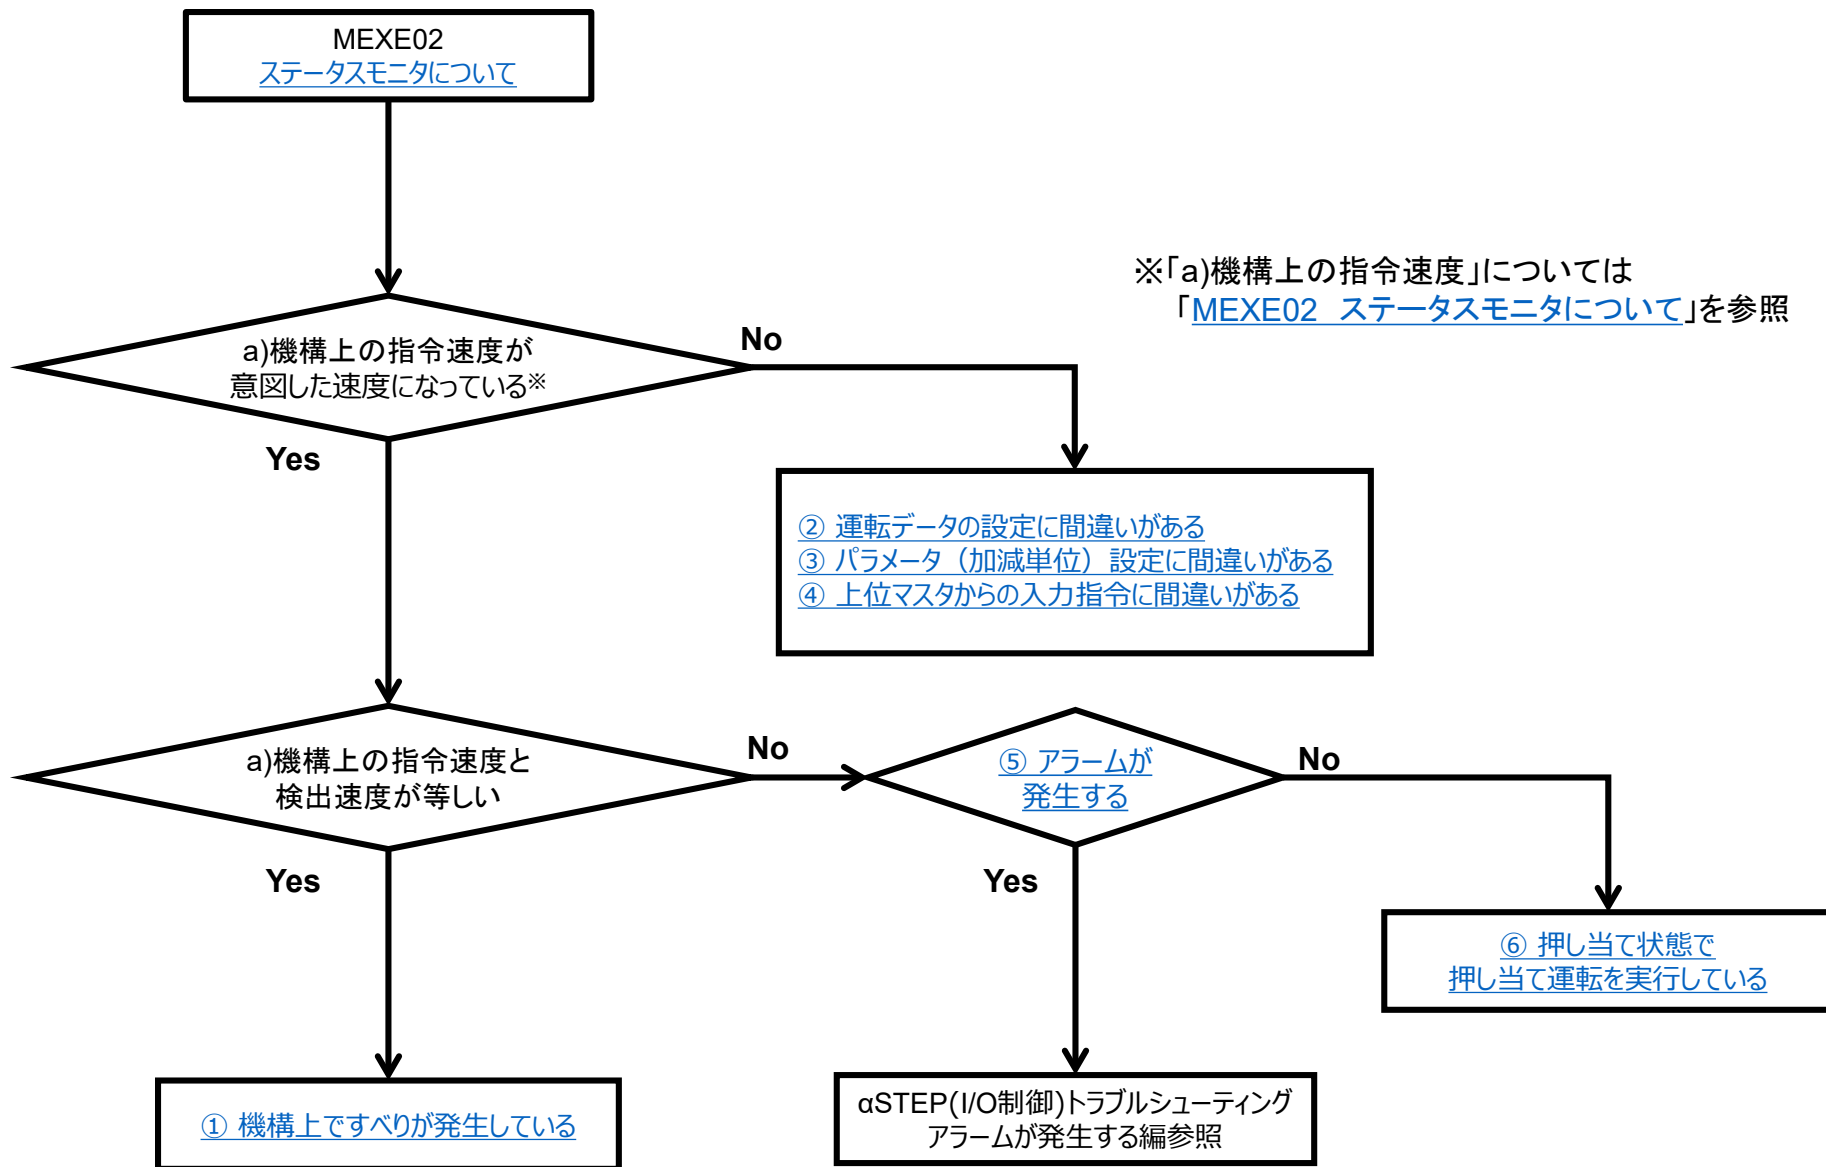 MEXE02
ステータスモニタについて
※「a)機構上の指令速度」については
「MEXE02　ステータスモニタについて」を参照
a)機構上の指令速度が
意図した速度になっている※
No
Yes
② 運転データの設定に間違いがある
③ パラメータ（加減単位）設定に間違いがある
④ 上位マスタからの入力指令に間違いがある
a)機構上の指令速度と
検出速度が等しい
No
⑤ アラームが
発生する
No
Yes
Yes
⑥ 押し当て状態で
押し当て運転を実行している
① 機構上ですべりが発生している
αSTEP(I/O制御)トラブルシューティング
アラームが発生する編参照